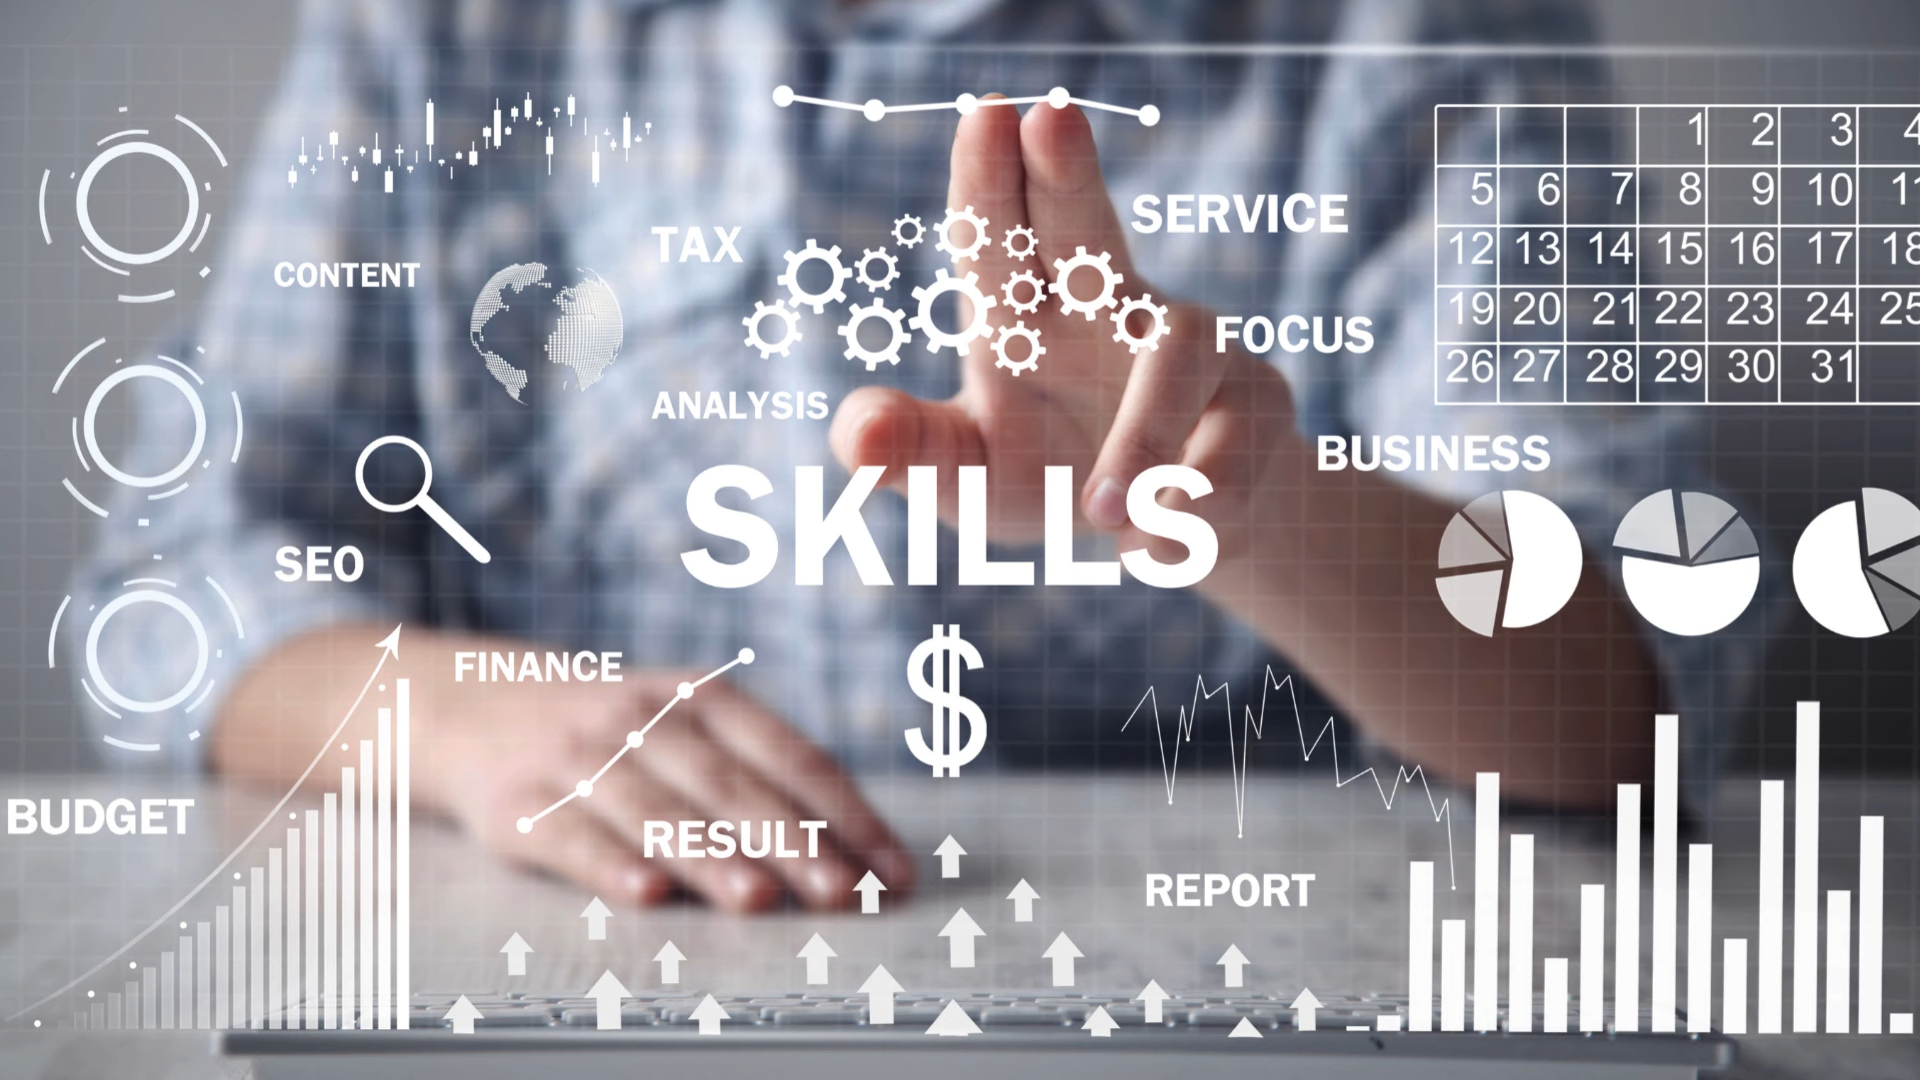 1 2 3 4
5 6 7 8 9 10 11
12 13 14 15 16 17 18
19 20 21 22 23 24 25
26 27 28 29 30 31
SERVICE
TAX
CONTENT
FOCUS
ANALYSIS
BUSINESS
SKILLS
SEO
FINANCE
$
BUDGET
RESULT
REPORT